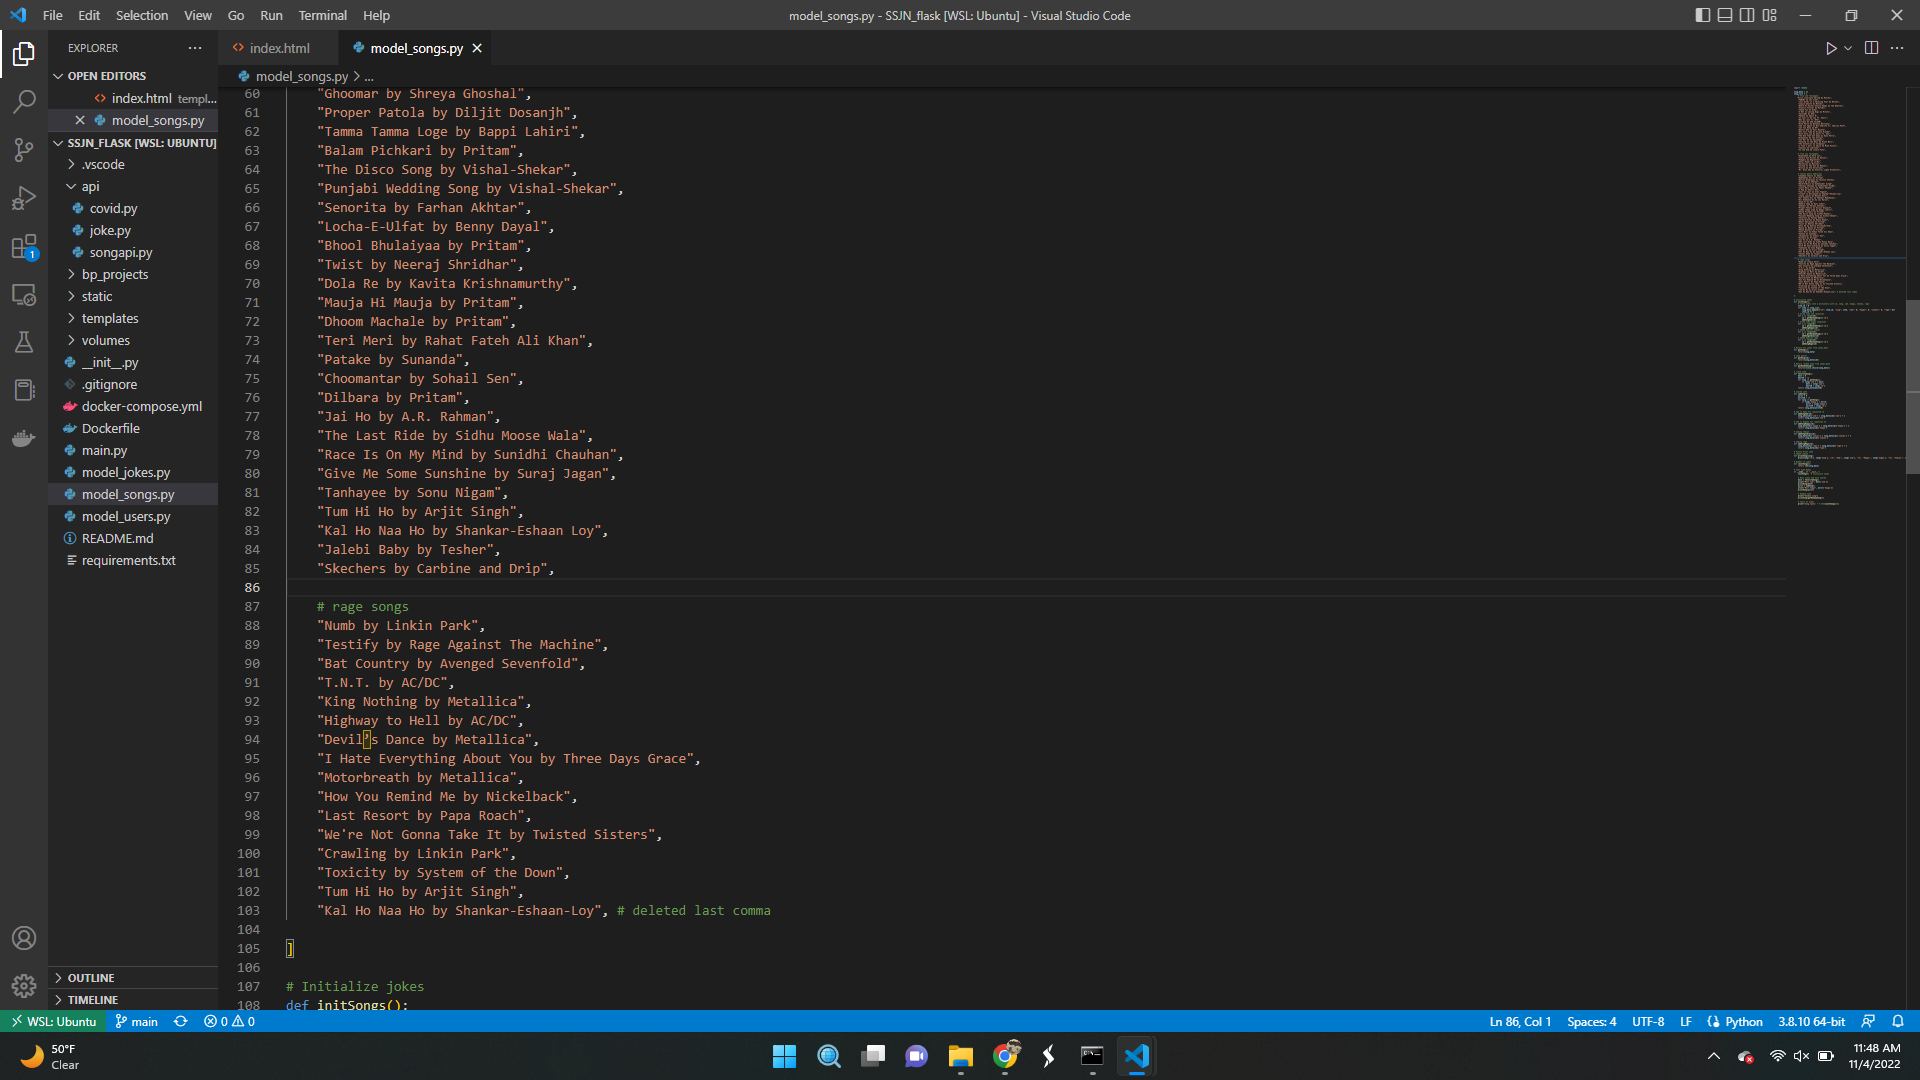 File Edit Selection View Go Run Terminal Help
model_songs.py - SSJN_flask [WSL: Ubuntu] - Visual Studio Code
EXPLORER
OPEN EDITORS
index.html templ...
model_songs.py
SSJN_FLASK [WSL: UBUNTU]
.vscode
api
covid.py
joke.py
songapi.py
bp_projects
static
templates
volumes
__init__.py
.gitignore
docker-compose.yml
Dockerfile
main.py
model_jokes.py
model_songs.py
model_users.py
README.md
requirements.txt
OUTLINE
TIMELINE
1
index.html model_songs.py
model_songs.py > ...
60 "Ghoomar by Shreya Ghoshal",
61 "Proper Patola by Diljit Dosanjh",
62 "Tamma Tamma Loge by Bappi Lahiri",
63 "Balam Pichkari by Pritam",
64 "The Disco Song by Vishal-Shekar",
65 "Punjabi Wedding Song by Vishal-Shekar",
66 "Senorita by Farhan Akhtar",
67 "Locha-E-Ulfat by Benny Dayal",
68 "Bhool Bhulaiyaa by Pritam",
69 "Twist by Neeraj Shridhar",
70 "Dola Re by Kavita Krishnamurthy",
71 "Mauja Hi Mauja by Pritam",
72 "Dhoom Machale by Pritam",
73 "Teri Meri by Rahat Fateh Ali Khan",
74 "Patake by Sunanda",
75 "Choomantar by Sohail Sen",
76 "Dilbara by Pritam",
77 "Jai Ho by A.R. Rahman",
78 "The Last Ride by Sidhu Moose Wala",
79 "Race Is On My Mind by Sunidhi Chauhan",
80 "Give Me Some Sunshine by Suraj Jagan",
81 "Tanhayee by Sonu Nigam",
82 "Tum Hi Ho by Arjit Singh",
83 "Kal Ho Naa Ho by Shankar-Eshaan Loy",
84 "Jalebi Baby by Tesher",
85 "Skechers by Carbine and Drip",
86
87 # rage songs
88 "Numb by Linkin Park",
89 "Testify by Rage Against The Machine",
90 "Bat Country by Avenged Sevenfold",
91 "T.N.T. by AC/DC",
92 "King Nothing by Metallica",
93 "Highway to Hell by AC/DC",
94 "Devil’s Dance by Metallica",
95 "I Hate Everything About You by Three Days Grace",
96 "Motorbreath by Metallica",
97 "How You Remind Me by Nickelback",
98 "Last Resort by Papa Roach",
99 "We're Not Gonna Take It by Twisted Sisters",
100 "Crawling by Linkin Park",
101 "Toxicity by System of the Down",
102 "Tum Hi Ho by Arjit Singh",
103 "Kal Ho Naa Ho by Shankar-Eshaan-Loy", # deleted last comma
104
105 ]
106
107 # Initialize jokes
108 def initSongs():
WSL: Ubuntu main 0 0
Ln 86, Col 1 Spaces: 4 UTF-8 LF Python 3.8.10 64-bit
50°F
Clear
11:48 AM
11/4/2022